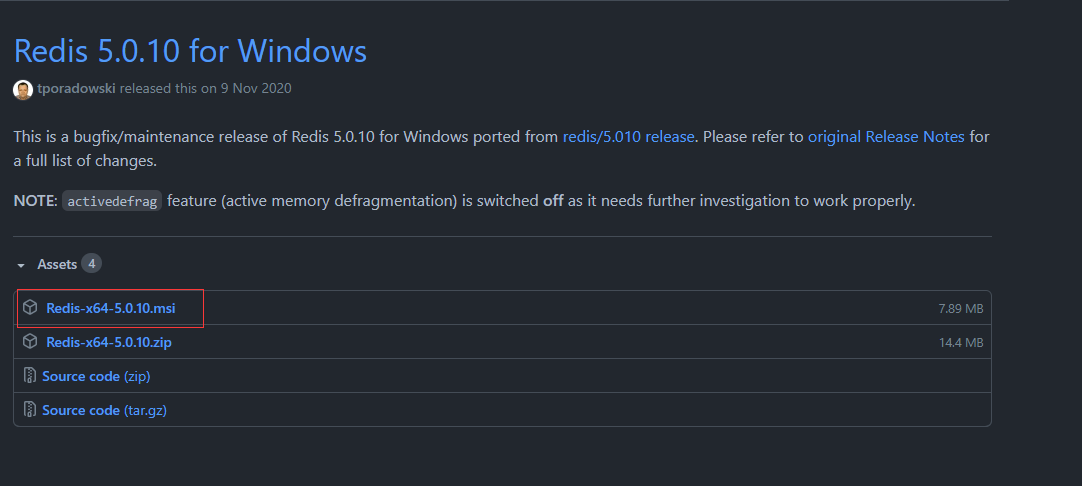 Redis 5.0.10 for Windows
tporadowski released this on 9 Nov 2020
This is a bugfix/maintenance release of Redis 5.0.10 for Windows ported from redis/5.010 release. Please refer to original Release Notes for
a full list of changes.
NOTE: activedefrag feature (active memory defragmentation) is switched off as it needs further investigation to work properly.
Assets 4
Redis-x64-5.0.10.msi 7.89 MB
Redis-x64-5.0.10.zip 14.4 MB
Source code (zip)
Source code (tar.gz)